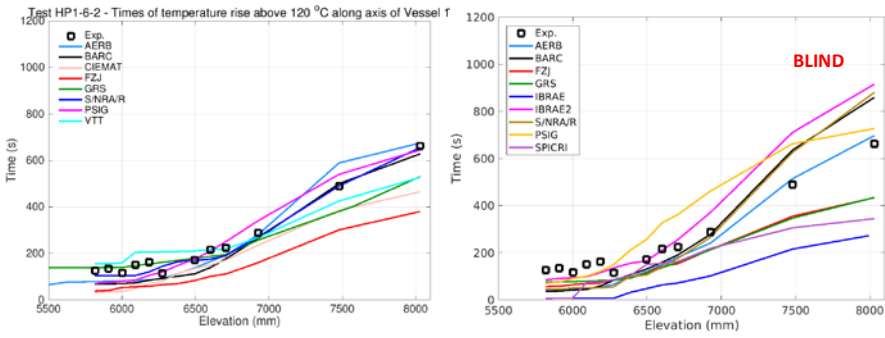 Test HP1-6-2 - Times of temperature rise above 120 °C along axis of Vessel 1
1200
1000
800
600
400
200
0
Time (s)
Exp.
AERB
BARC
CIEMAT
FZJ
GRS
S/NRA/R
PSIG
VTT
5500 6000 6500 7000 7500 8000
Elevation (mm)
1200
1000
800
600
400
200
0
Time (s)
Exp.
AERB
BARC
FZJ
GRS
IBRAE
IBRAE2
S/NRA/R
PSIG
SPICRI
BLIND
5500 6000 6500 7000 7500 8000
Elevation (mm)